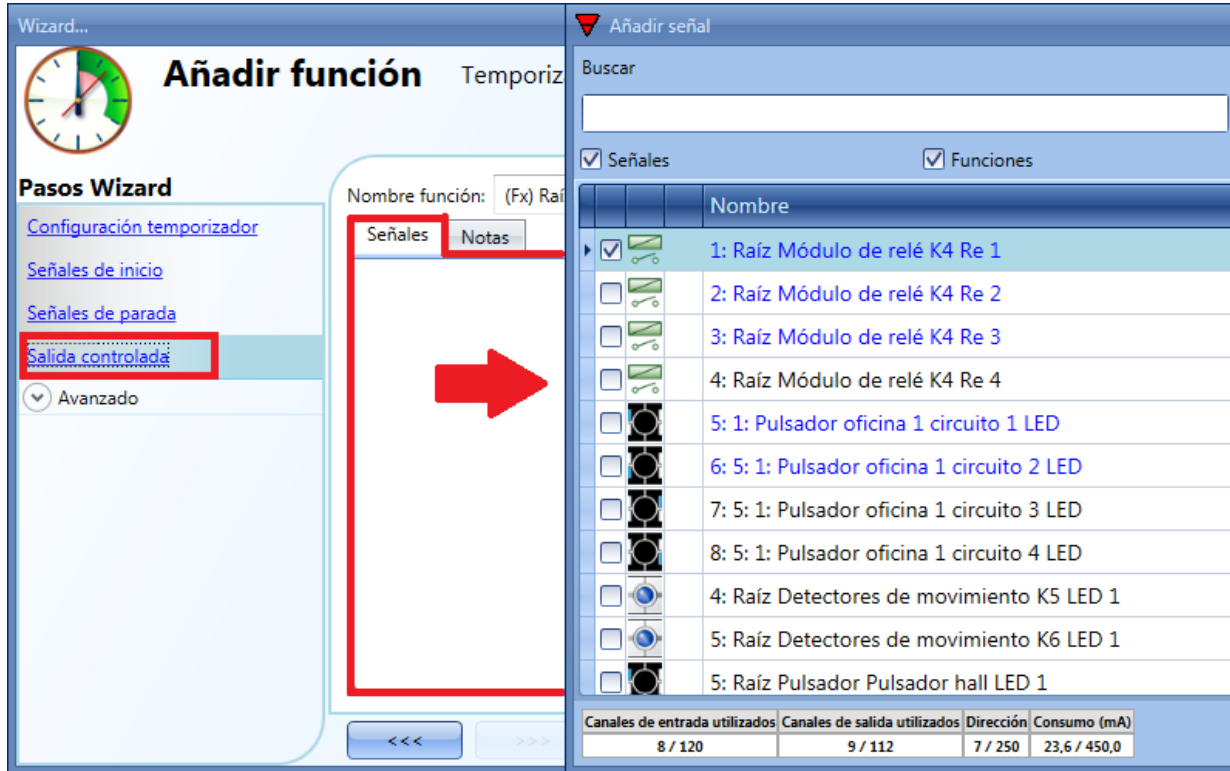 Wizard...
Añadir función
Temporiz
Pasos Wizard
Configuración temporizador
Señales de inicio
Señales de parada
Salida controlada
Avanzado
Nombre función: (Fx) Raí
Señales
Notas
<<<
>>>
Añadir señal
Buscar
Señales
Funciones
Nombre
1: Raíz Módulo de relé K4 Re 1
2: Raíz Módulo de relé K4 Re 2
3: Raíz Módulo de relé K4 Re 3
4: Raíz Módulo de relé K4 Re 4
5: 1: Pulsador oficina 1 circuito 1 LED
6: 5: 1: Pulsador oficina 1 circuito 2 LED
7: 5: 1: Pulsador oficina 1 circuito 3 LED
8: 5: 1: Pulsador oficina 1 circuito 4 LED
4: Raíz Detectores de movimiento K5 LED 1
5: Raíz Detectores de movimiento K6 LED 1
5: Raíz Pulsador Pulsador hall LED 1
Canales de entrada utilizados Canales de salida utilizados Dirección Consumo (mA)
8 / 120 9 / 112 7 / 250 23,6 / 450,0